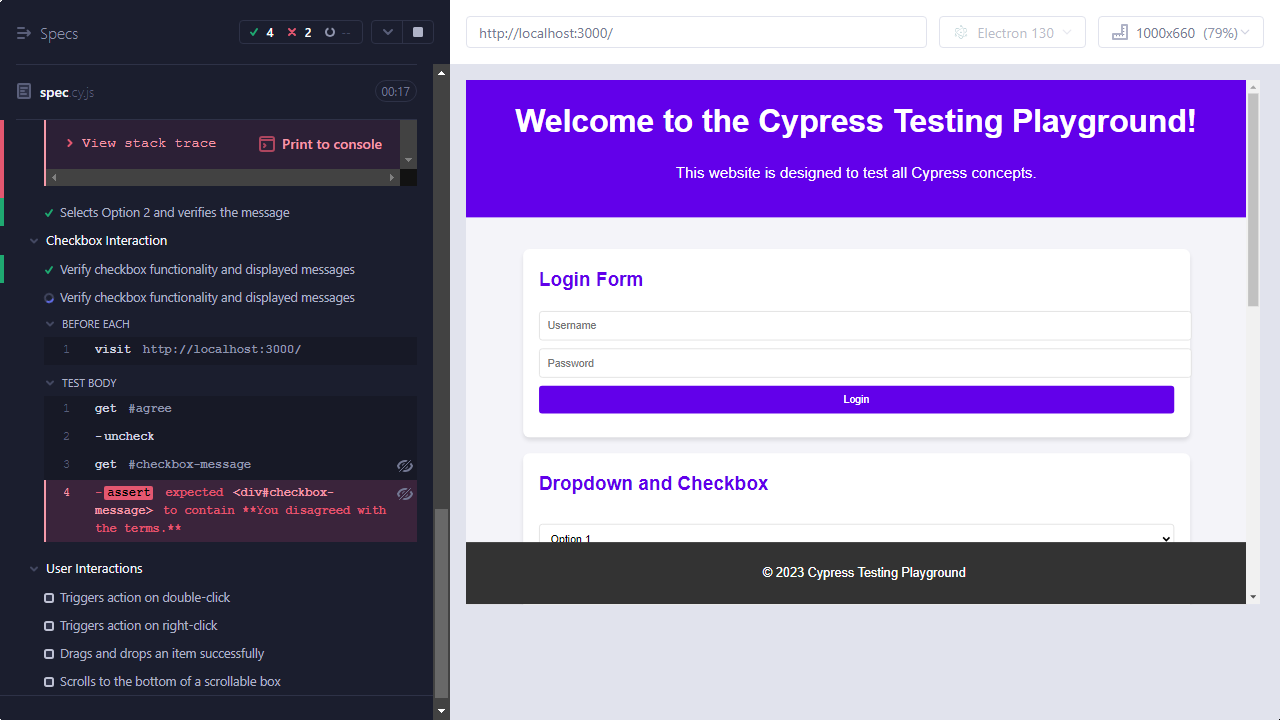 Specs
4 2 --
spec.cy.js 00:17
View stack trace Print to console
Selects Option 2 and verifies the message
Checkbox Interaction
Verify checkbox functionality and displayed messages
Verify checkbox functionality and displayed messages
BEFORE EACH
1 visit http://localhost:3000/
TEST BODY
1 get #agree
2 -uncheck
3 get #checkbox-message
4 -assert expected <div#checkbox-
message> to contain **You disagreed with
the terms.**
User Interactions
Triggers action on double-click
Triggers action on right-click
Drags and drops an item successfully
Scrolls to the bottom of a scrollable box
http://localhost:3000/ Electron 130 1000x660 (79%)
Welcome to the Cypress Testing Playground!
This website is designed to test all Cypress concepts.
Login Form
Username
Password
Login
Dropdown and Checkbox
Option 1
© 2023 Cypress Testing Playground